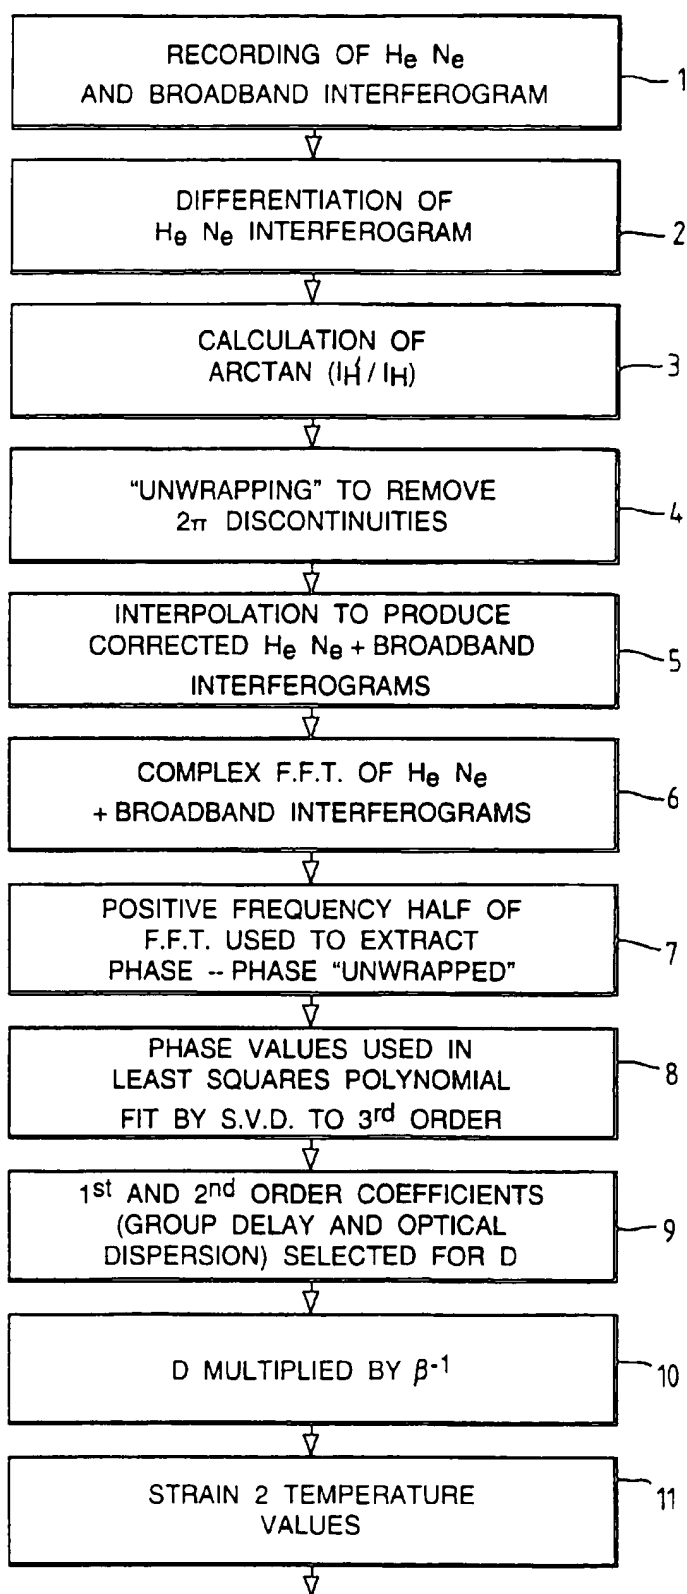 RECORDING OF He Ne
AND BROADBAND INTERFEROGRAM
1
DIFFERENTIATION OF
He Ne INTERFEROGRAM
2
CALCULATION OF
ARCTAN (IH'/IH)
3
"UNWRAPPING" TO REMOVE
2π DISCONTINUITIES
4
INTERPOLATION TO PRODUCE
CORRECTED He Ne + BROADBAND
INTERFEROGRAMS
5
COMPLEX F.F.T. OF He Ne
+ BROADBAND INTERFEROGRAMS
6
POSITIVE FREQUENCY HALF OF
F.F.T. USED TO EXTRACT
PHASE -- PHASE "UNWRAPPED"
7
PHASE VALUES USED IN
LEAST SQUARES POLYNOMIAL
FIT BY S.V.D. TO 3rd ORDER
8
1st AND 2nd ORDER COEFFICIENTS
(GROUP DELAY AND OPTICAL
DISPERSION) SELECTED FOR D
9
D MULTIPLIED BY β-1
10
STRAIN 2 TEMPERATURE
VALUES
11